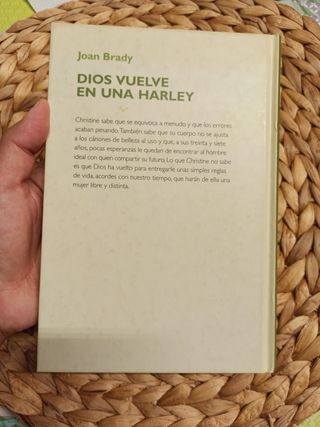 Joan Brady
DIOS VUELVE
EN UNA HARLEY
Christine sabe que se equivoca a menudo y que los errores
acaban pesando. También sabe que su cuerpo no se ajusta
a los cánones de belleza al uso y que, a sus treinta y siete
años, pocas esperanzas le quedan de encontrar al hombre
ideal con quien compartir su futuro. Lo que Christine no sabe
es que Dios ha vuelto para entregarle unas simples reglas
de vida, acordes con nuestro tiempo, que harán de ella una
mujer libre y distinta.